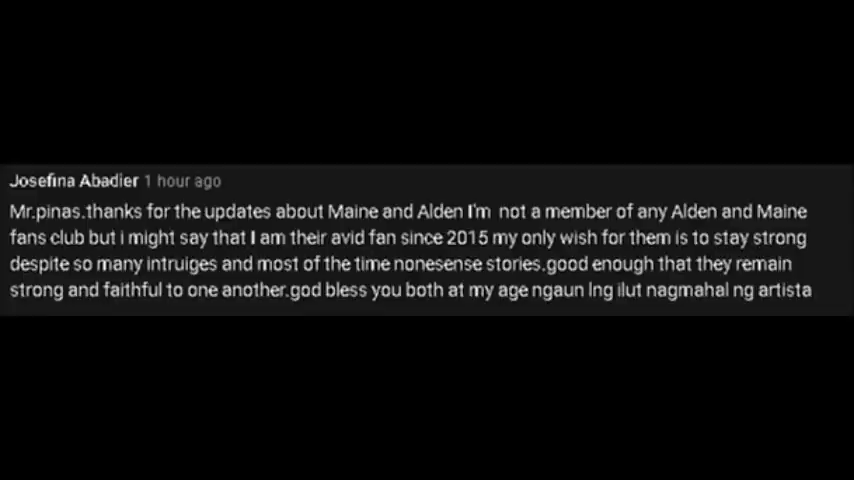 Josefina Abadier 1 hour ago
Mr.pinas.thanks for the updates about Maine and Alden I'm not a member of any Alden and Maine
fans club but i might say that I am their avid fan since 2015 my only wish for them is to stay strong
despite so many intruiges and most of the time nonesense stories.good enough that they remain
strong and faithful to one another.god bless you both at my age ngaun lng ilut nagmahal ng artista